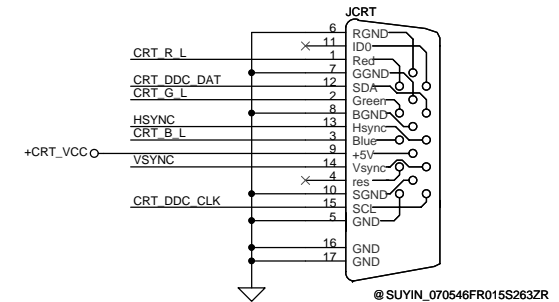 JCRT
6 RGND
11 ID0
CRT_R_L 1 Red
7 GGND
CRT_DDC_DAT 12 SDA
CRT_G_L 2 Green
8 BGND
HSYNC 13 Hsync
CRT_B_L 3 Blue
+CRT_VCC 9 +5V
VSYNC 14 Vsync
4 res
10 SGND
CRT_DDC_CLK 15 SCL
5 GND
16 GND
17 GND
@SUYIN_070546FR015S263ZR